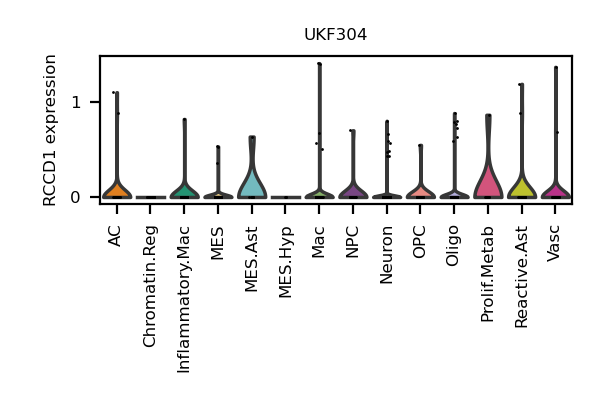 UKF304
RCCD1 expression
1
0
AC
Chromatin.Reg
Inflammatory.Mac
MES
MES.Ast
MES.Hyp
Mac
NPC
Neuron
OPC
Oligo
Prolif.Metab
Reactive.Ast
Vasc